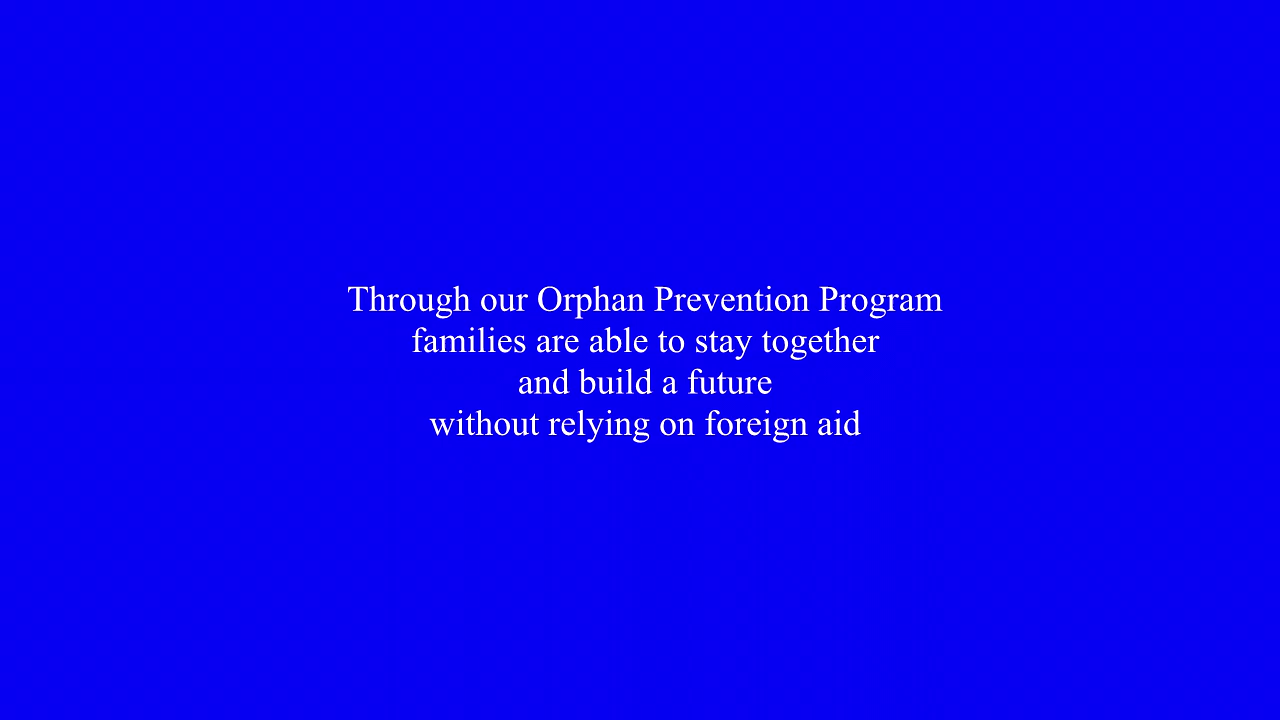 Through our Orphan Prevention Program
families are able to stay together
and build a future
without relying on foreign aid